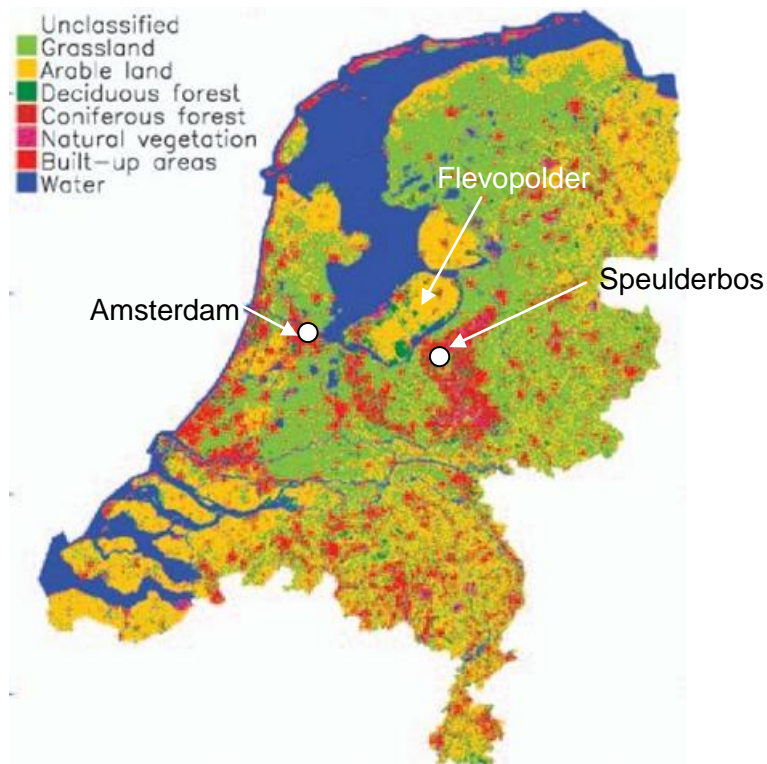 Unclassified
Grassland
Arable land
Deciduous forest
Coniferous forest
Natural vegetation
Built-up areas
Water
Flevopolder
Speulderbos
Amsterdam